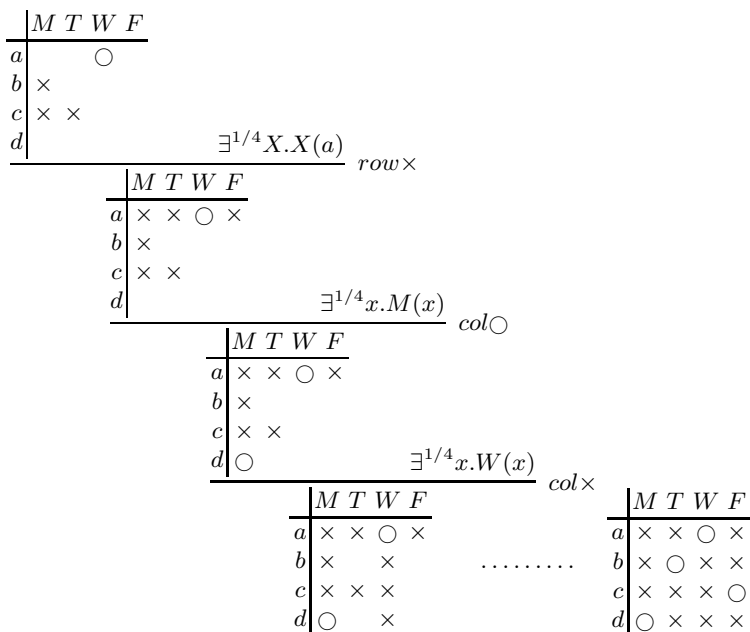 M T W F
a ○
b ×
c × ×
d ∃^{1/4}X.X(a)
row×
M T W F
a × × ○ ×
b ×
c × ×
d ∃^{1/4}x.M(x)
col○
M T W F
a × × ○ ×
b ×
c × ×
d ○ ∃^{1/4}x.W(x)
col×
M T W F
a × × ○ ×
b × ×
c × × ×
d ○ ×
.........
M T W F
a × × ○ ×
b × ○ × ×
c × × × ○
d ○ × × ×